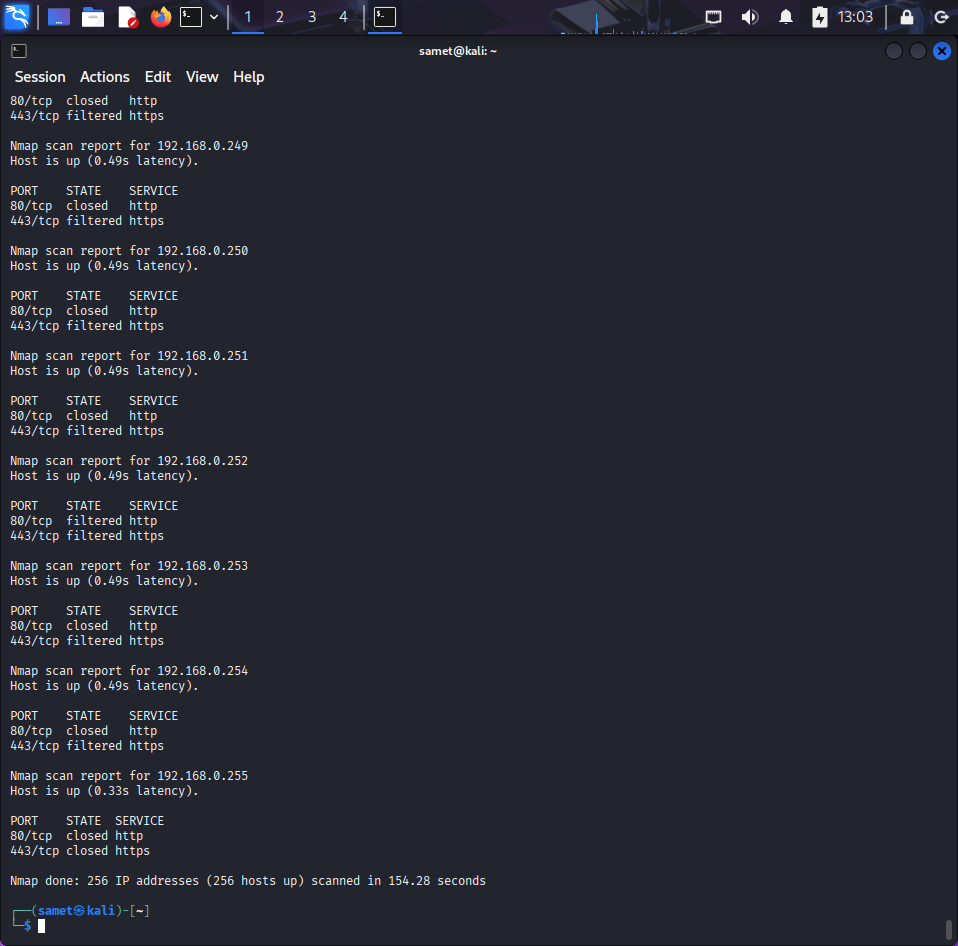 1 2 3 4 13:03
samet@kali: ~
Session Actions Edit View Help
80/tcp  closed   http
443/tcp filtered https
Nmap scan report for 192.168.0.249
Host is up (0.49s latency).
PORT    STATE    SERVICE
80/tcp  closed   http
443/tcp filtered https
Nmap scan report for 192.168.0.250
Host is up (0.49s latency).
PORT    STATE    SERVICE
80/tcp  closed   http
443/tcp filtered https
Nmap scan report for 192.168.0.251
Host is up (0.49s latency).
PORT    STATE    SERVICE
80/tcp  closed   http
443/tcp filtered https
Nmap scan report for 192.168.0.252
Host is up (0.49s latency).
PORT    STATE    SERVICE
80/tcp  filtered http
443/tcp filtered https
Nmap scan report for 192.168.0.253
Host is up (0.49s latency).
PORT    STATE    SERVICE
80/tcp  closed   http
443/tcp filtered https
Nmap scan report for 192.168.0.254
Host is up (0.49s latency).
PORT    STATE    SERVICE
80/tcp  closed   http
443/tcp filtered https
Nmap scan report for 192.168.0.255
Host is up (0.33s latency).
PORT    STATE  SERVICE
80/tcp  closed http
443/tcp closed https
Nmap done: 256 IP addresses (256 hosts up) scanned in 154.28 seconds
┌──(samet㉿kali)-[~]
└─$